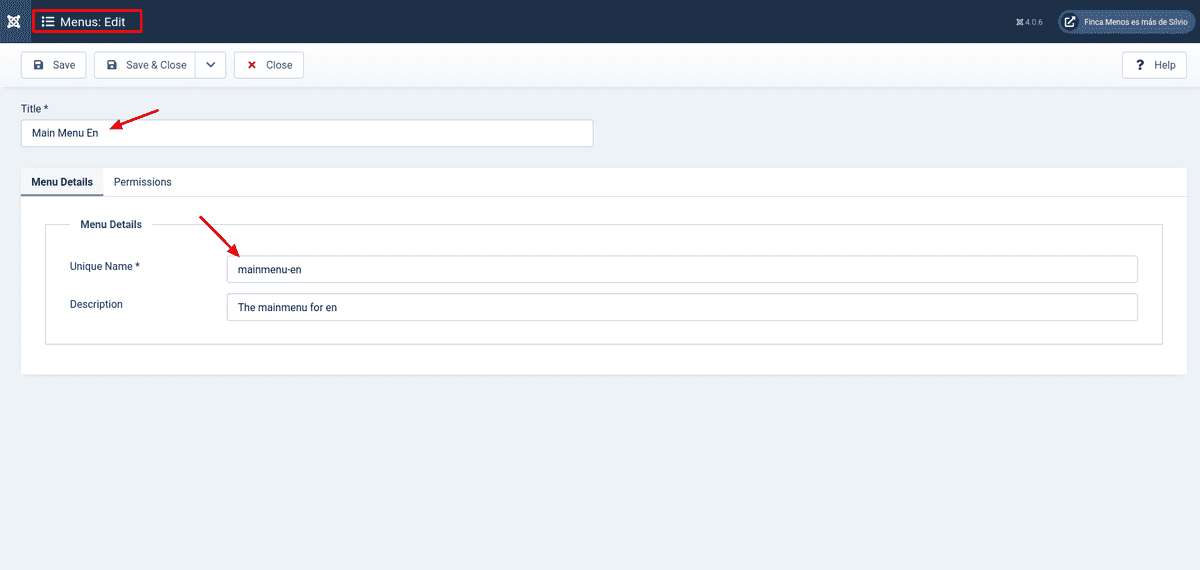 Menus: Edit
4.0.6
Finca Menos es más de Silvio
Save
Save & Close
Close
? Help
Title *
Main Menu En
Menu Details
Permissions
Menu Details
Unique Name *
mainmenu-en
Description
The mainmenu for en